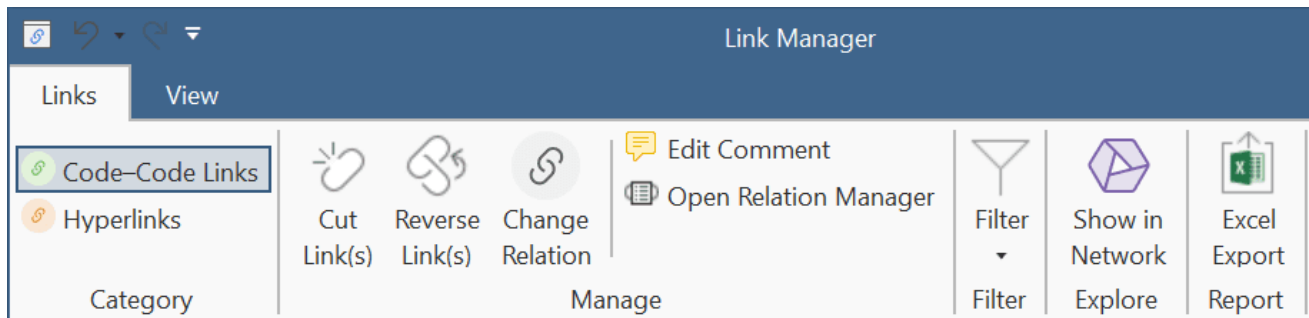 Link Manager
Links View
Code–Code Links
Hyperlinks
Category
Cut
Link(s)
Reverse
Link(s)
Change
Relation
Edit Comment
Open Relation Manager
Manage
Filter
Filter
Show in
Network
Explore
Excel
Export
Report